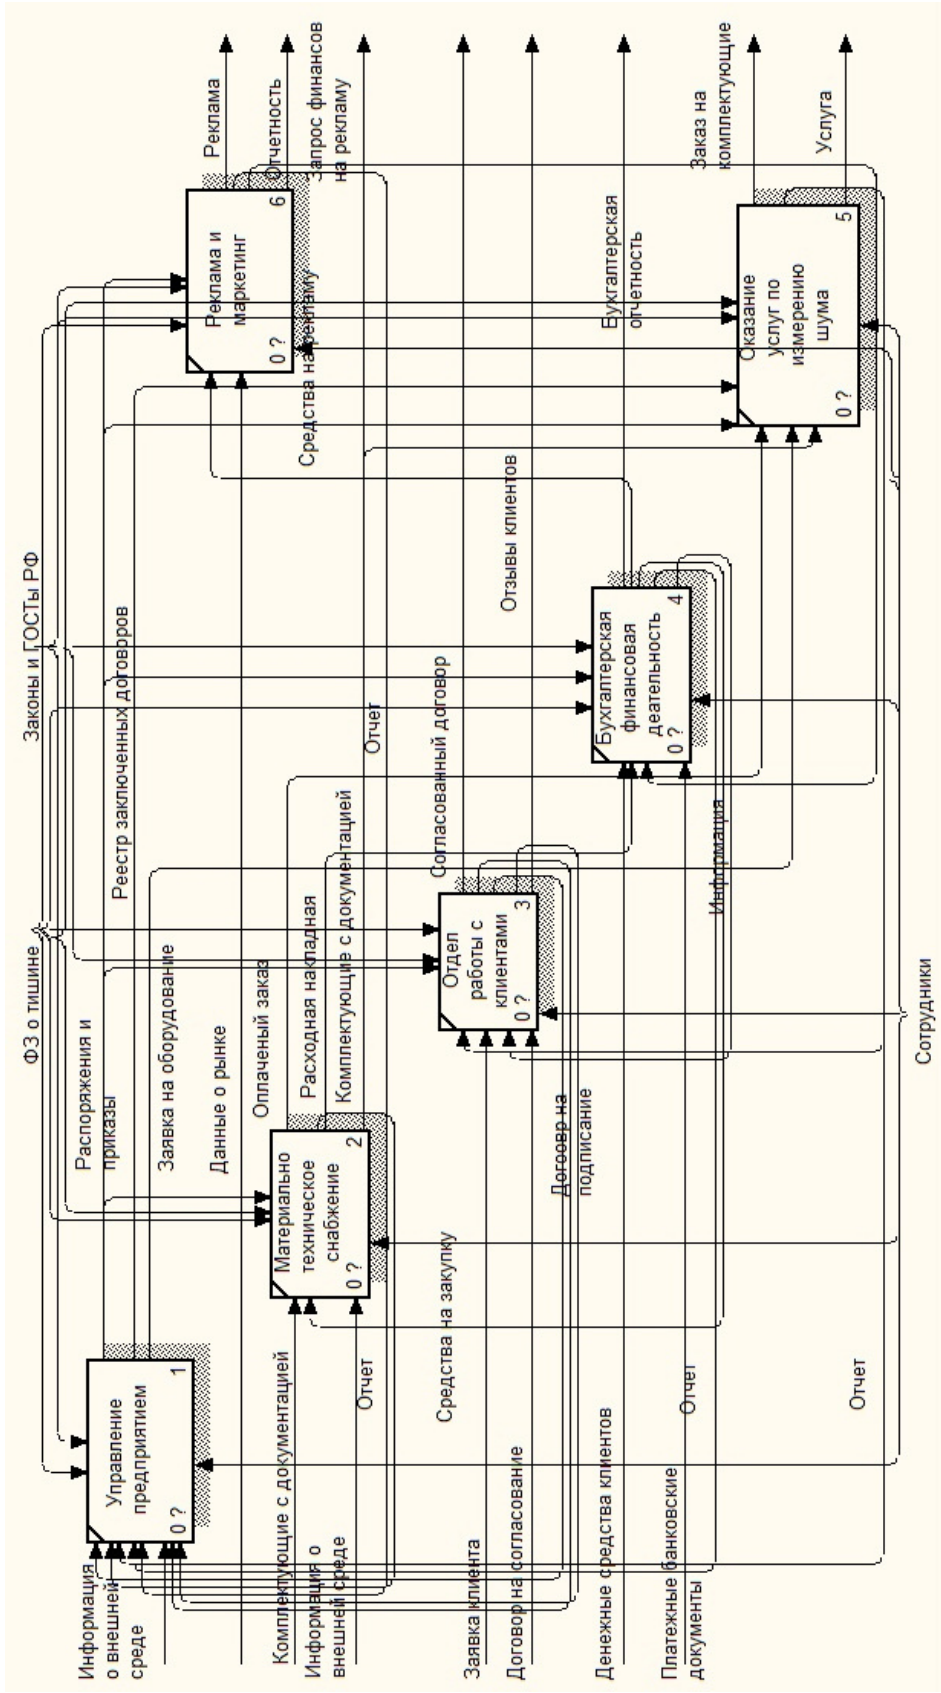 ФЗ о тишине
Законы и ГОСТы РФ
Распоряжения и
приказы
Реестр заключенных договоров
Заявка на оборудование
Данные о рынке
Оплаченый заказ
Расходная накладная
Комплектующие с документацией
Отчет
Согласованный договор
Отзывы клиентов
Средства на рекламу
Бухгалтерская
отчетность
Реклама
Отчетность
Запрос финансов
на рекламу
Заказ на
комплектующие
Услуга
Управление
предприятием
0 ?
1
Материально
техническое
снабжение
0 ?
2
Отдел
работы с
клиентами
0 ?
3
Бухгалтерская
финансовая
деательность
0 ?
4
Оказание
услуг по
измерению
шума
0 ?
5
Реклама и
маркетинг
0 ?
6
Информация
о внешней
среде
Комплектующие с документацией
Информация о
внешней среде
Отчет
Средства на закупку
Заявка клиента
Договор на согласование
Догоовр на
подписание
Денежные средства клиентов
Платежные банковские
документы
Отчет
Информация
Отчет
Сотрудники